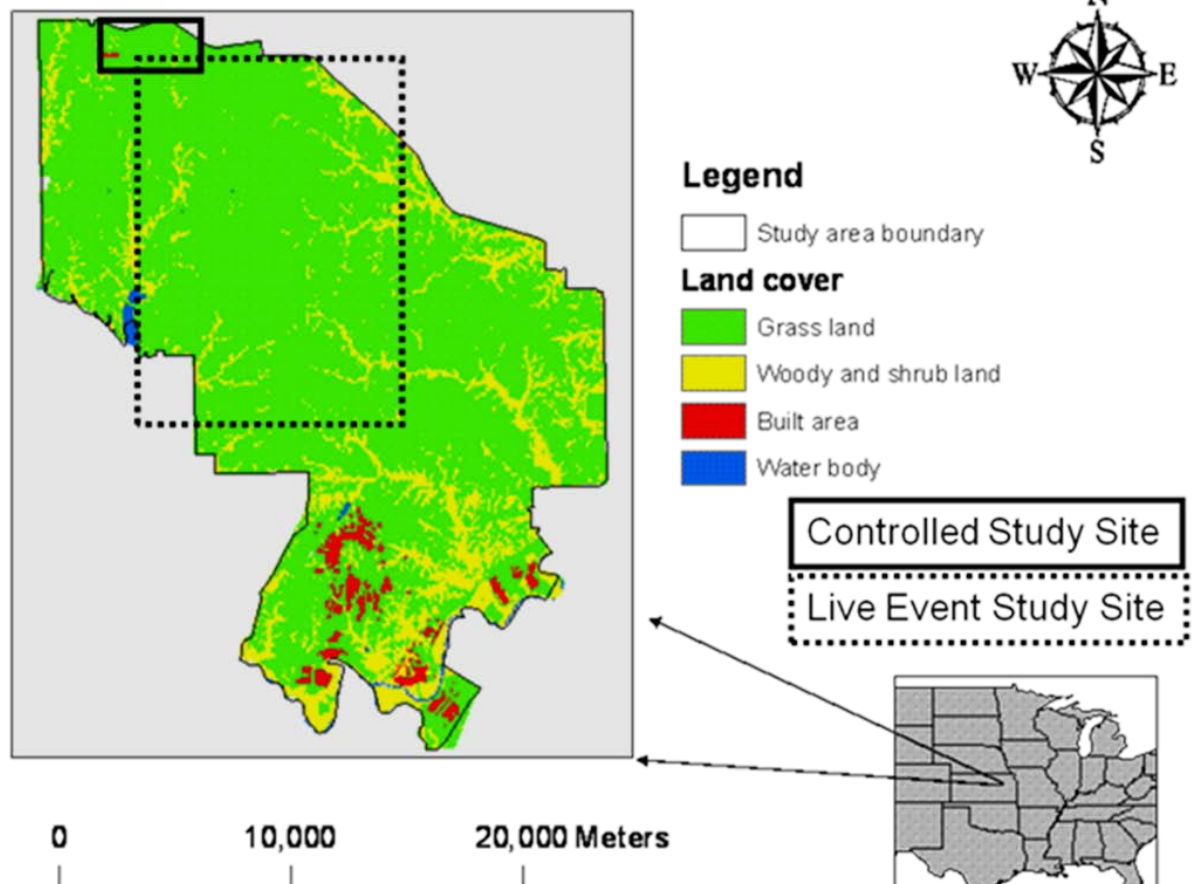 N
W
E
S
Legend
Study area boundary
Land cover
Grass land
Woody and shrub land
Built area
Water body
Controlled Study Site
Live Event Study Site
0 10,000 20,000 Meters